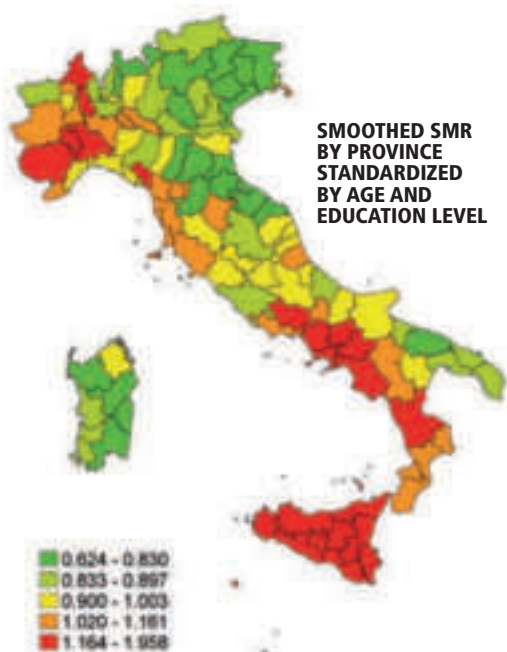 SMOOTHED SMR
BY PROVINCE
STANDARDIZED
BY AGE AND
EDUCATION LEVEL
0.624 - 0.830
0.833 - 0.897
0.900 - 1.003
1.020 - 1.161
1.164 - 1.958